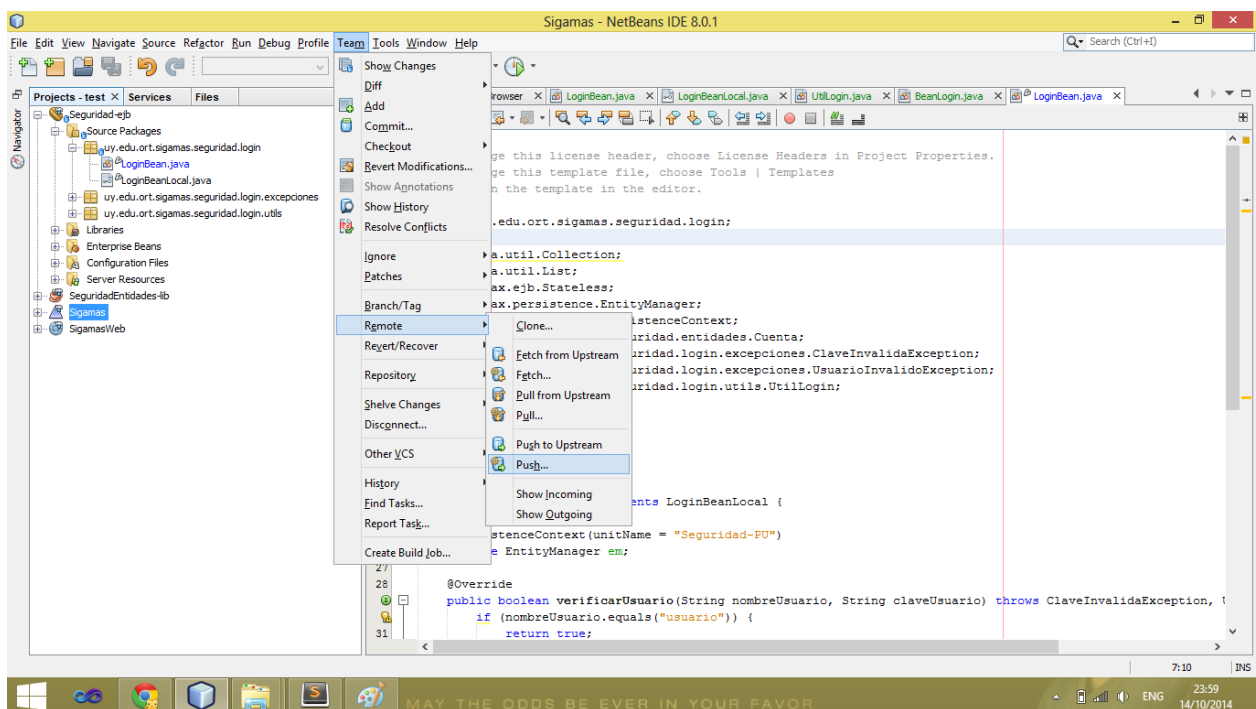 Sigamas - NetBeans IDE 8.0.1
File Edit View Navigate Source Refactor Run Debug Profile Team Tools Window Help
Search (Ctrl+I)
Projects - test Services Files
Navigator
Seguridad-ejb
Source Packages
uy.edu.ort.sigamas.seguridad.login
LoginBean.java
LoginBeanLocal.java
uy.edu.ort.sigamas.seguridad.login.excepciones
uy.edu.ort.sigamas.seguridad.login.utils
Libraries
Enterprise Beans
Configuration Files
Server Resources
SeguridadEntidades-lib
Sigamas
SigamasWeb
Show Changes
Diff
Add
Commit...
Checkout
Revert Modifications...
Show Annotations
Show History
Resolve Conflicts
Ignore
Patches
Branch/Tag
Remote
Revert/Recover
Repository
Shelve Changes
Disconnect...
Other VCS
History
Find Tasks...
Report Task...
Create Build Job...
Clone...
Fetch from Upstream
Fetch...
Pull from Upstream
Pull...
Push to Upstream
Push...
Show Incoming
Show Outgoing
rowser LoginBean.java LoginBeanLocal.java UtilLogin.java BeanLogin.java LoginBean.java
ge this license header, choose License Headers in Project Properties.
ge this template file, choose Tools | Templates
n the template in the editor.
.edu.ort.sigamas.seguridad.login;
a.util.Collection;
a.util.List;
ax.ejb.Stateless;
ax.persistence.EntityManager;
istenceContext;
uridad.entidades.Cuenta;
uridad.login.excepciones.ClaveInvalidaException;
uridad.login.excepciones.UsuarioInvalidoException;
uridad.login.utils.UtilLogin;
ents LoginBeanLocal {
stenceContext(unitName = "Seguridad-PU")
e EntityManager em;
27
28 @Override
public boolean verificarUsuario(String nombreUsuario, String claveUsuario) throws ClaveInvalidaException,
if (nombreUsuario.equals("usuario")) {
31 return true;
7:10 INS
MAY THE ODDS BE EVER IN YOUR FAVOR
ENG
23:59
14/10/2014